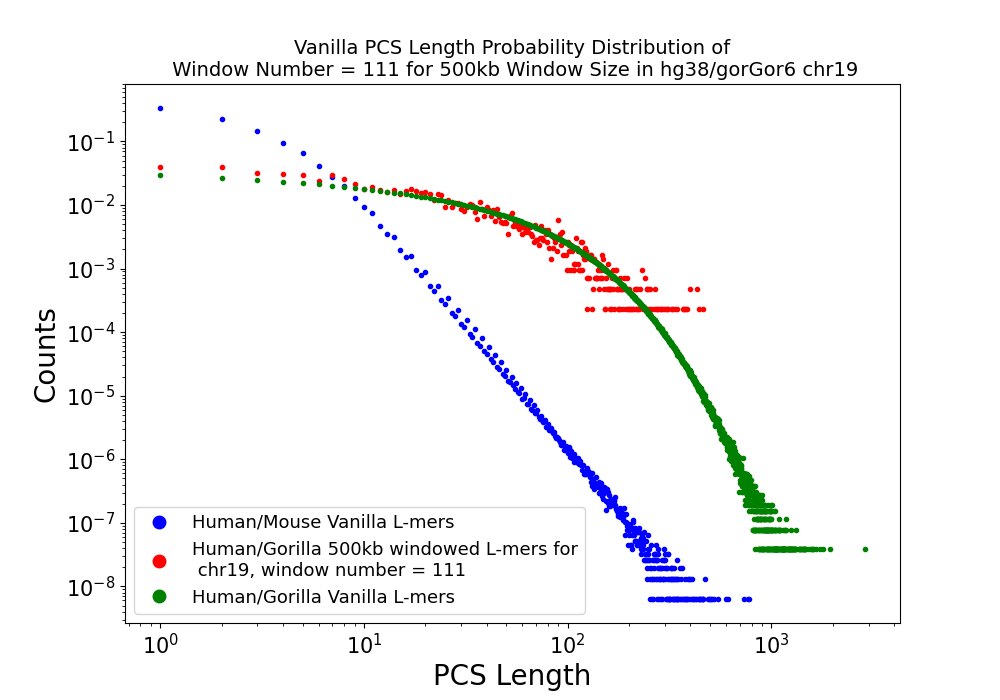 Vanilla PCS Length Probability Distribution of
Window Number = 111 for 500kb Window Size in hg38/gorGor6 chr19
Counts
10⁻¹
10⁻²
10⁻³
10⁻⁴
10⁻⁵
10⁻⁶
10⁻⁷
10⁻⁸
Human/Mouse Vanilla L-mers
Human/Gorilla 500kb windowed L-mers for
chr19, window number = 111
Human/Gorilla Vanilla L-mers
10⁰ 10¹ 10² 10³
PCS Length